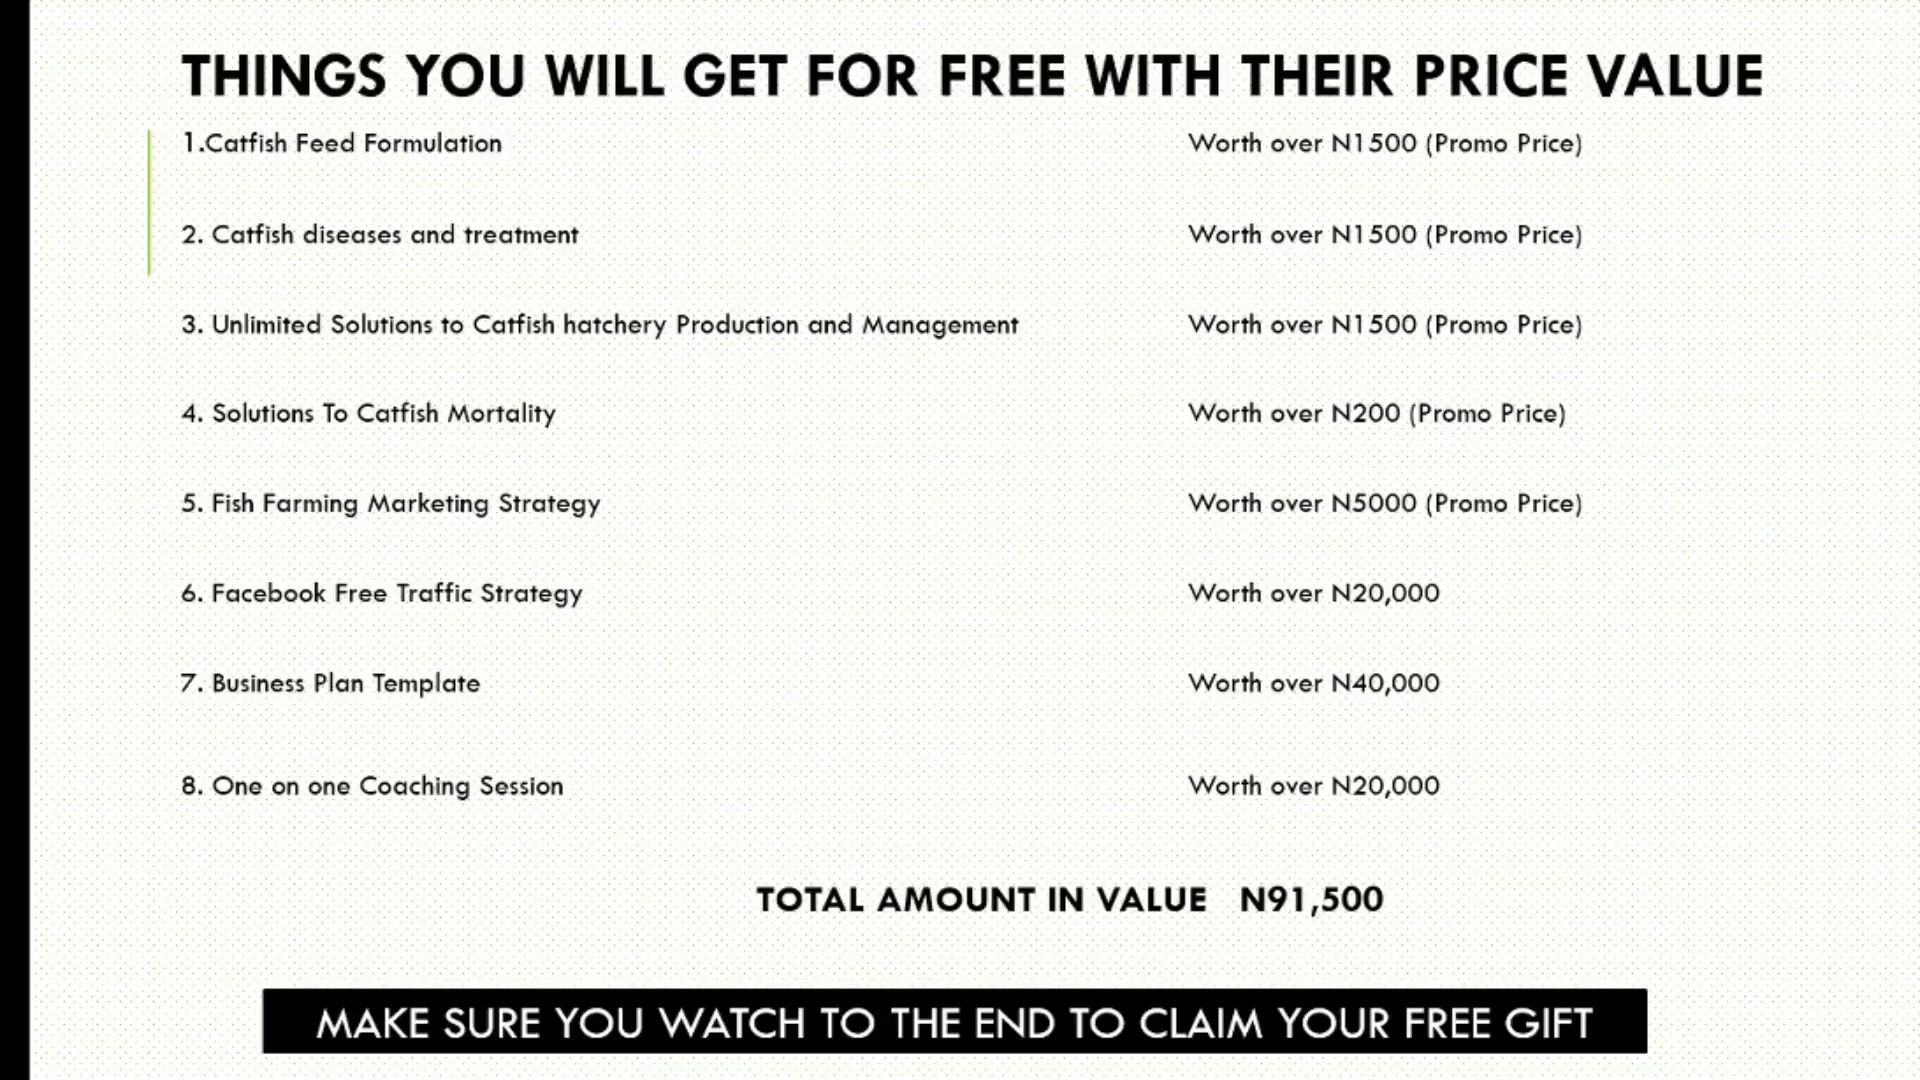 THINGS YOU WILL GET FOR FREE WITH THEIR PRICE VALUE
1.Catfish Feed Formulation Worth over N1500 (Promo Price)
2. Catfish diseases and treatment Worth over N1500 (Promo Price)
3. Unlimited Solutions to Catfish hatchery Production and Management Worth over N1500 (Promo Price)
4. Solutions To Catfish Mortality Worth over N200 (Promo Price)
5. Fish Farming Marketing Strategy Worth over N5000 (Promo Price)
6. Facebook Free Traffic Strategy Worth over N20,000
7. Business Plan Template Worth over N40,000
8. One on one Coaching Session Worth over N20,000
TOTAL AMOUNT IN VALUE N91,500
MAKE SURE YOU WATCH TO THE END TO CLAIM YOUR FREE GIFT